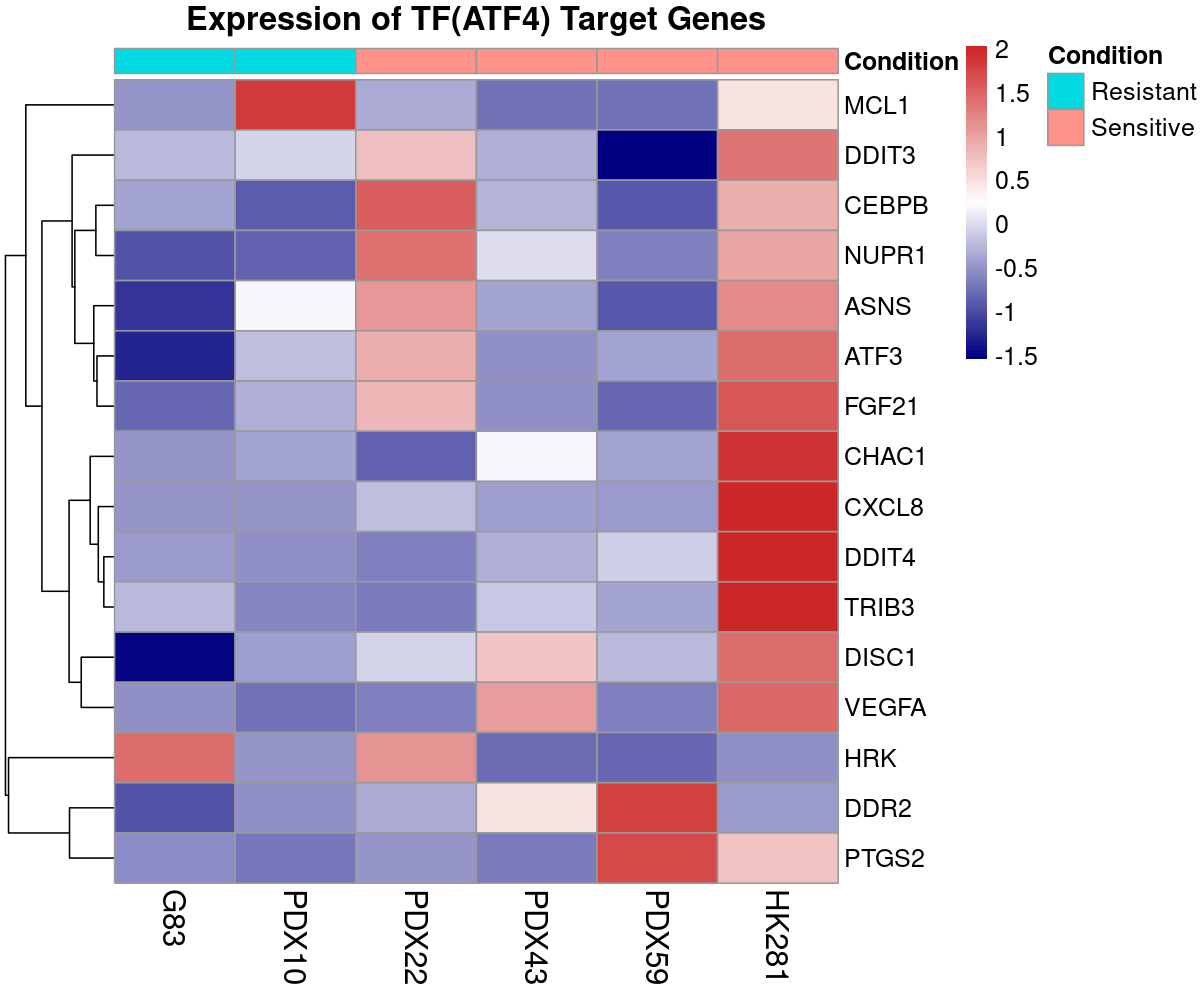 Expression of TF(ATF4) Target Genes
Condition
MCL1
DDIT3
CEBPB
NUPR1
ASNS
ATF3
FGF21
CHAC1
CXCL8
DDIT4
TRIB3
DISC1
VEGFA
HRK
DDR2
PTGS2
G83
PDX10
PDX22
PDX43
PDX59
HK281
2
1.5
1
0.5
0
-0.5
-1
-1.5
Condition
Resistant
Sensitive